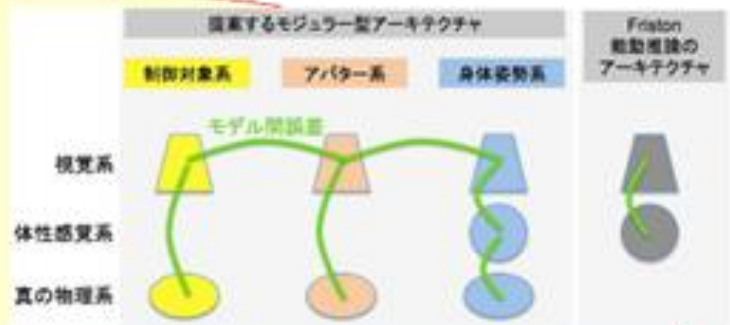 提案するモジュラー型アーキテクチャ
Friston
能動推論の
アーキテクチャ
制御対象系
アバター系
身体姿勢系
モデル間誤差
視覚系
体性感覚系
真の物理系